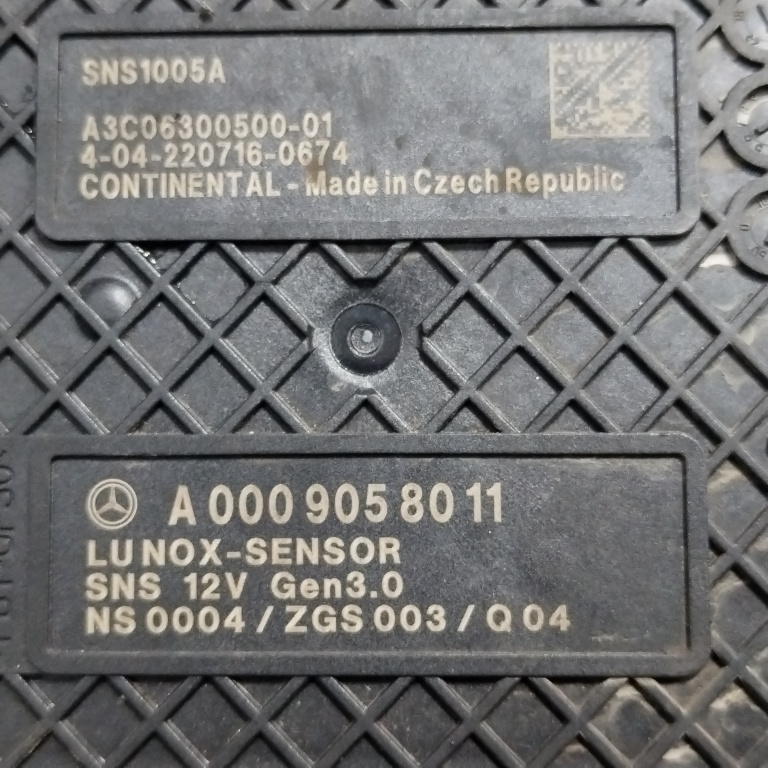 SNS1005A
A3C06300500-01
4-04-220716-0674
CONTINENTAL - Made in Czech Republic
A 000 905 80 11
LU NOX-SENSOR
SNS 12V Gen3.0
NS 0004 / ZGS 003 / Q 04